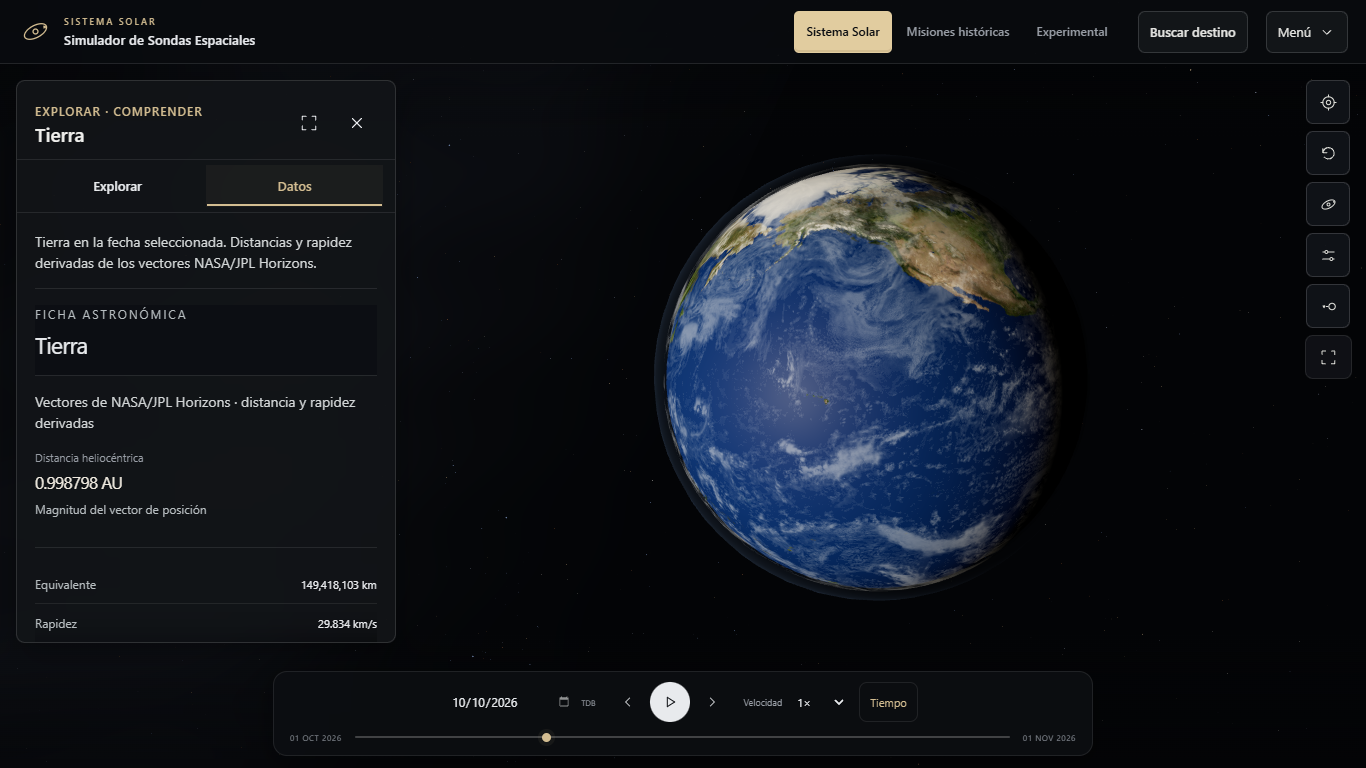 SISTEMA SOLAR
Simulador de Sondas Espaciales
Sistema Solar
Misiones históricas
Experimental
Buscar destino
Menú
EXPLORAR · COMPRENDER
Tierra
Explorar
Datos
Tierra en la fecha seleccionada. Distancias y rapidez
derivadas de los vectores NASA/JPL Horizons.
FICHA ASTRONÓMICA
Tierra
Vectores de NASA/JPL Horizons · distancia y rapidez
derivadas
Distancia heliocéntrica
0.998798 AU
Magnitud del vector de posición
Equivalente 149,418,103 km
Rapidez 29.834 km/s
10/10/2026 TDB Velocidad 1× Tiempo
01 OCT 2026 01 NOV 2026